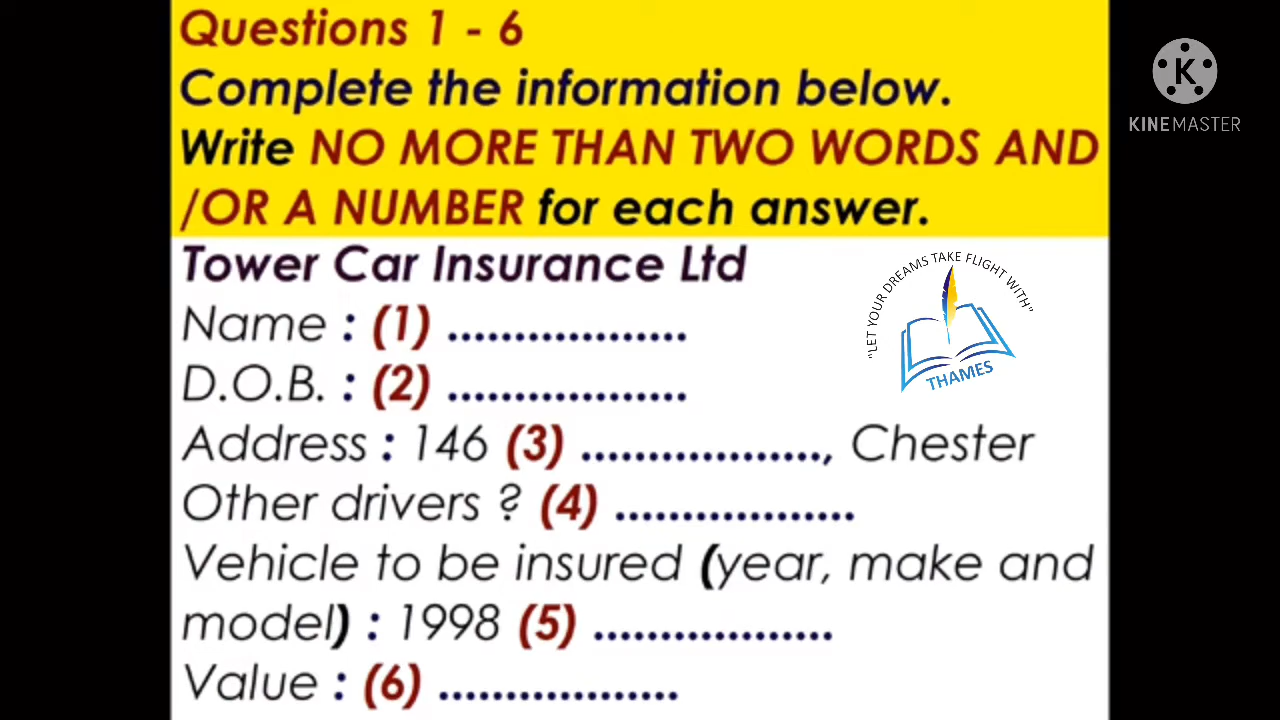 Questions 1 - 6
Complete the information below.
Write NO MORE THAN TWO WORDS AND
/OR A NUMBER for each answer.
Tower Car Insurance Ltd
Name : (1) ..................
D.O.B. : (2) ..................
Address : 146 (3) .................., Chester
Other drivers ? (4) ..................
Vehicle to be insured (year, make and
model) : 1998 (5) ..................
Value : (6) ..................
K
KINEMASTER
"LET YOUR DREAMS TAKE FLIGHT WITH"
THAMES